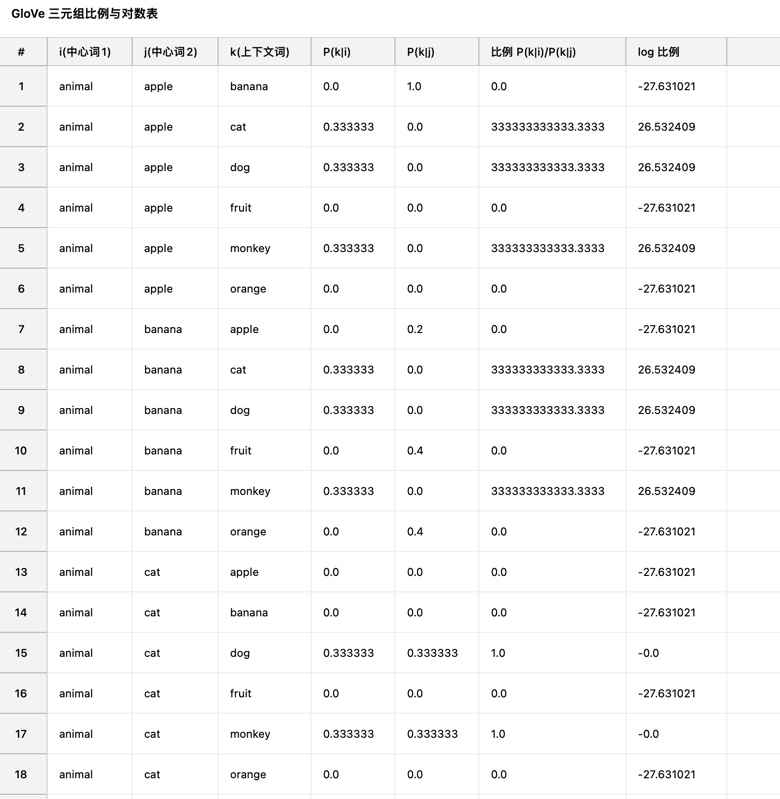 GloVe 三元组比例与对数表
# i(中心词1) j(中心词2) k(上下文词) P(k|i) P(k|j) 比例 P(k|i)/P(k|j) log 比例
1 animal apple banana 0.0 1.0 0.0 -27.631021
2 animal apple cat 0.333333 0.0 333333333333.3333 26.532409
3 animal apple dog 0.333333 0.0 333333333333.3333 26.532409
4 animal apple fruit 0.0 0.0 0.0 -27.631021
5 animal apple monkey 0.333333 0.0 333333333333.3333 26.532409
6 animal apple orange 0.0 0.0 0.0 -27.631021
7 animal banana apple 0.0 0.2 0.0 -27.631021
8 animal banana cat 0.333333 0.0 333333333333.3333 26.532409
9 animal banana dog 0.333333 0.0 333333333333.3333 26.532409
10 animal banana fruit 0.0 0.4 0.0 -27.631021
11 animal banana monkey 0.333333 0.0 333333333333.3333 26.532409
12 animal banana orange 0.0 0.4 0.0 -27.631021
13 animal cat apple 0.0 0.0 0.0 -27.631021
14 animal cat banana 0.0 0.0 0.0 -27.631021
15 animal cat dog 0.333333 0.333333 1.0 -0.0
16 animal cat fruit 0.0 0.0 0.0 -27.631021
17 animal cat monkey 0.333333 0.333333 1.0 -0.0
18 animal cat orange 0.0 0.0 0.0 -27.631021